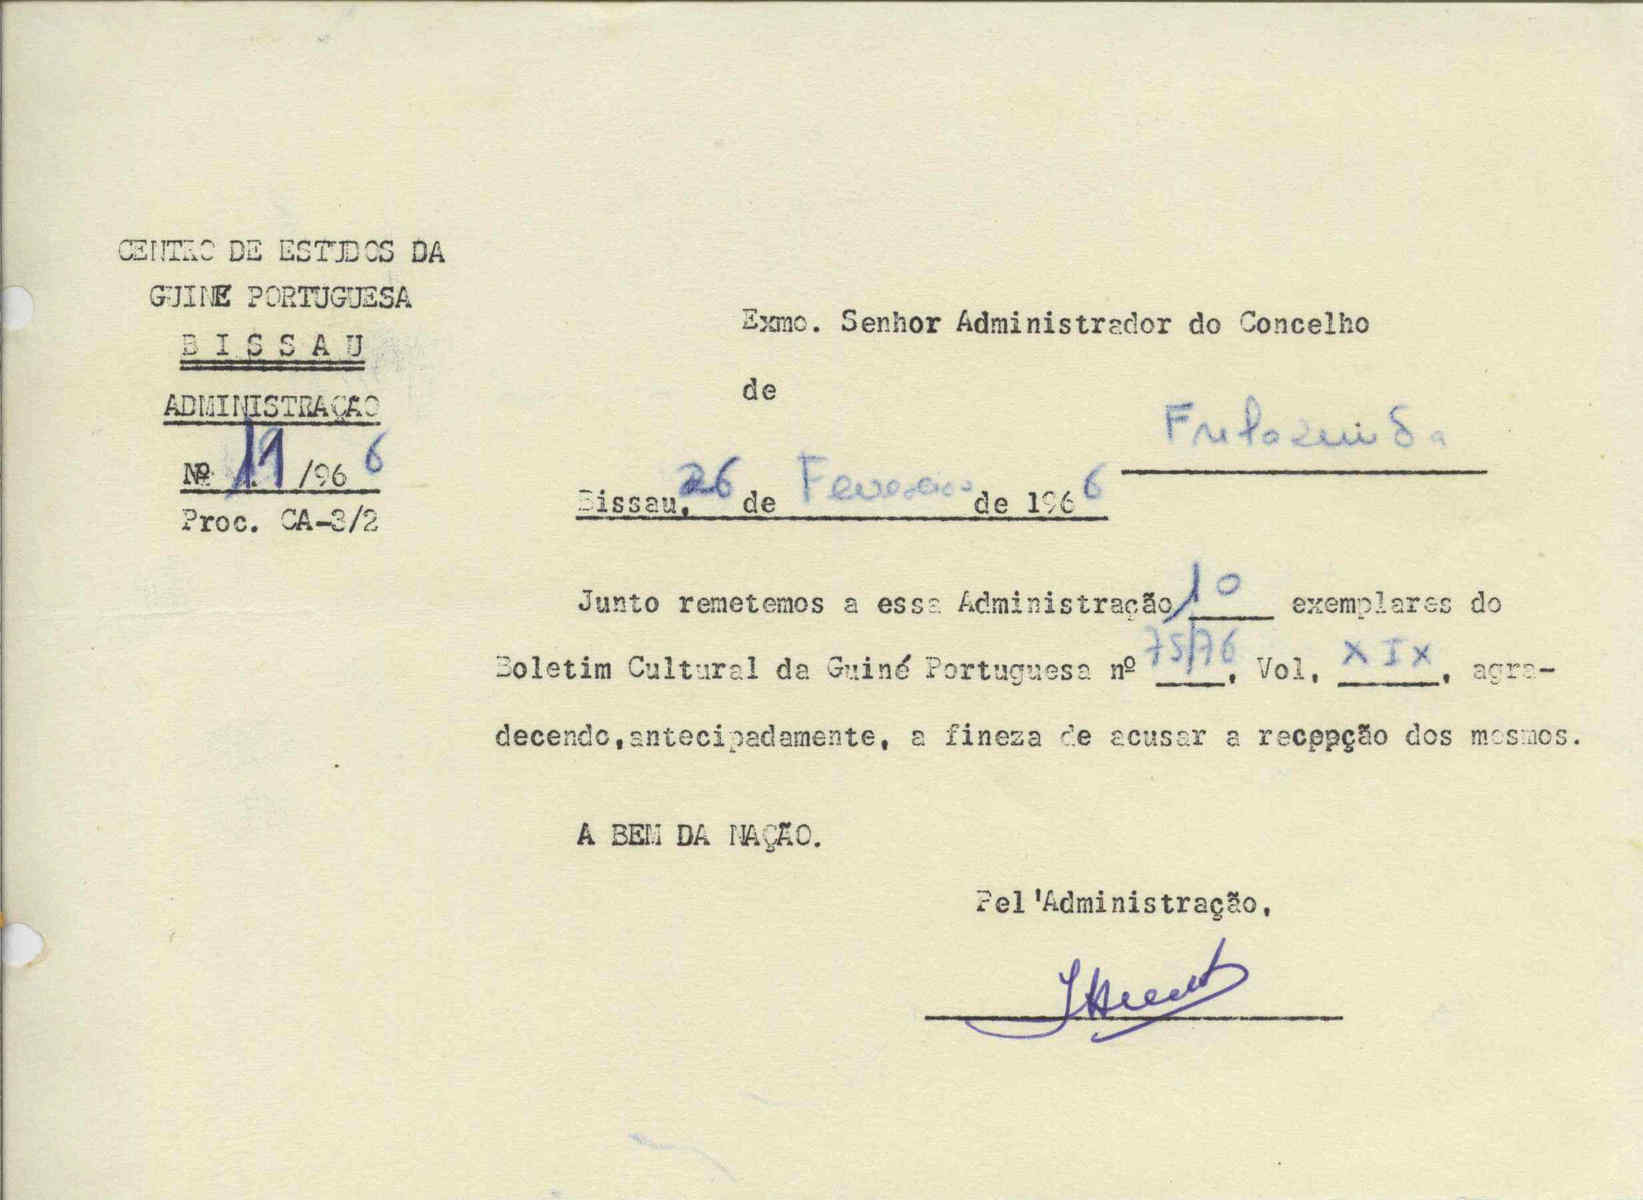 CENTRO DE ESTUDOS DA
GUINÉ PORTUGUESA
BISSAU
ADMINISTRAÇÃO
Nº 19 /966
Proc. CA-3/2
Exmo. Senhor Administrador do Concelho
de
Bissau, 26 de Fevereiro de 1966
Junto remetemos a essa Administração 10 exemplares do
Boletim Cultural da Guiné Portuguesa nº 75/76, Vol. XIX, agra-
decendo, antecipadamente, a fineza de acusar a recepção dos mesmos.
A BEM DA NAÇÃO.
Pel'Administração,